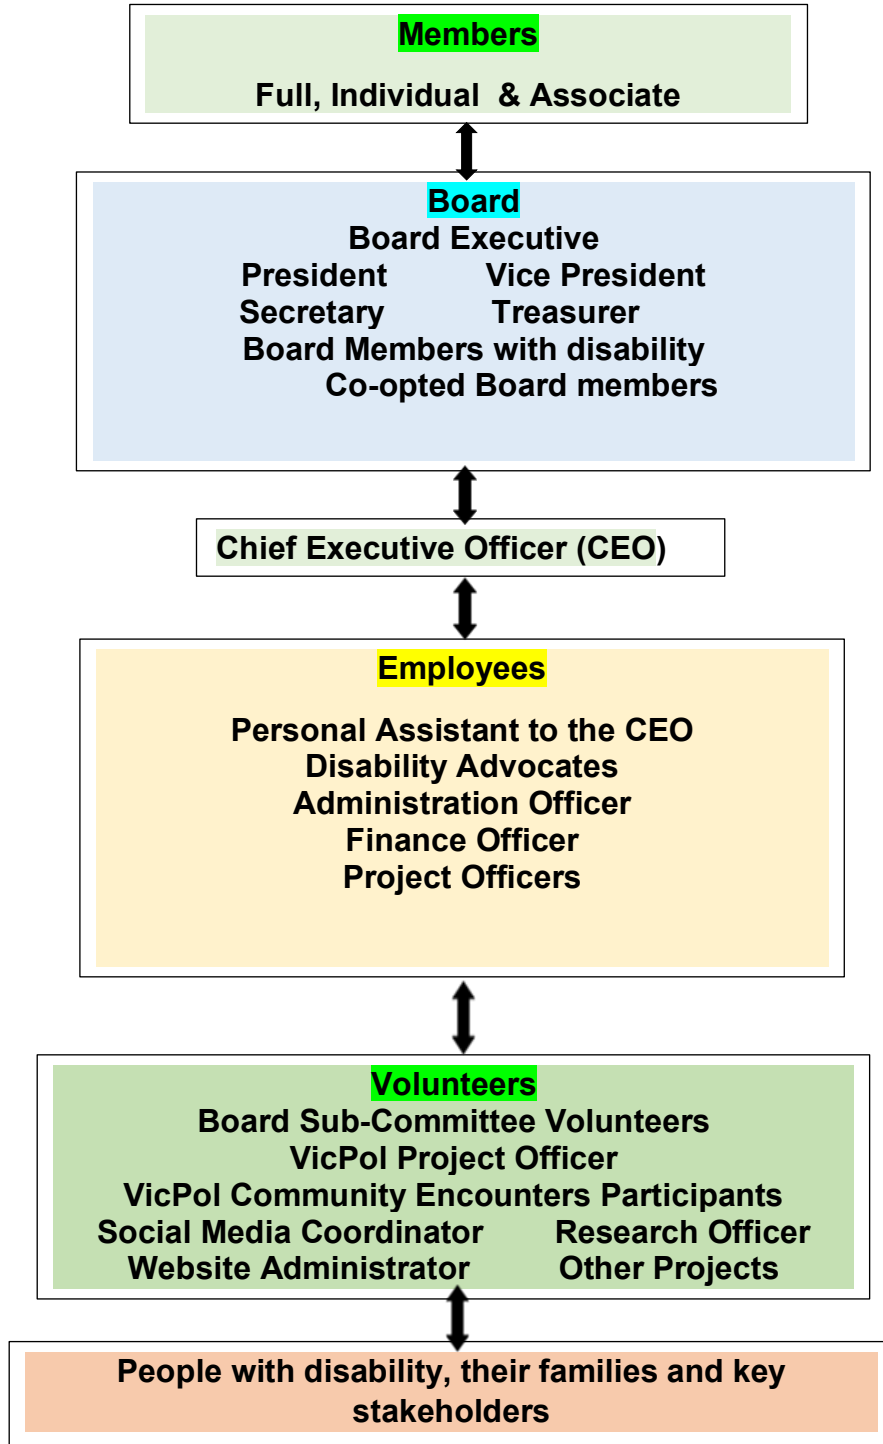 Members
Full, Individual & Associate
Board
Board Executive
President Vice President
Secretary Treasurer
Board Members with disability
Co-opted Board members
Chief Executive Officer (CEO)
Employees
Personal Assistant to the CEO
Disability Advocates
Administration Officer
Finance Officer
Project Officers
Volunteers
Board Sub-Committee Volunteers
VicPol Project Officer
VicPol Community Encounters Participants
Social Media Coordinator Research Officer
Website Administrator Other Projects
People with disability, their families and key
stakeholders